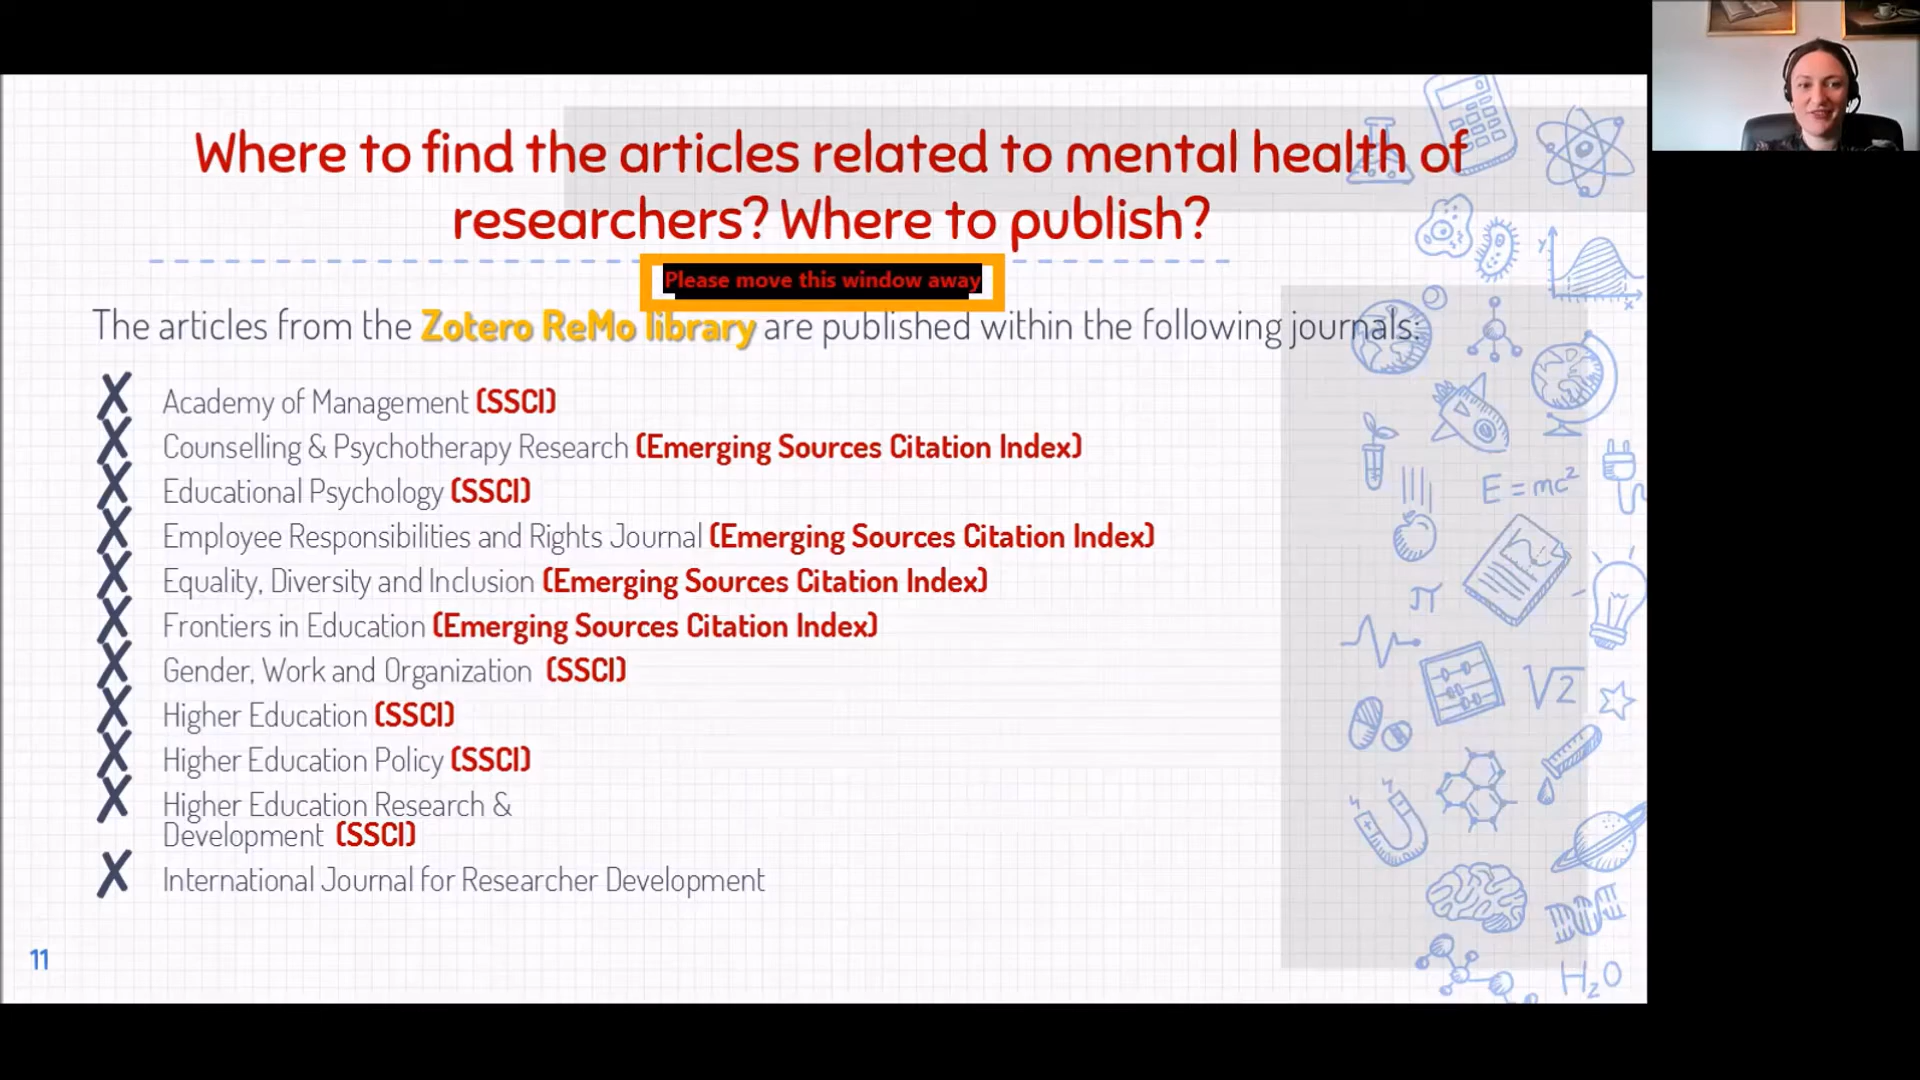 Where to find the articles related to mental health of
researchers? Where to publish?
Please move this window away
The articles from the Zotero ReMo library are published within the following journals:
Academy of Management (SSCI)
Counselling & Psychotherapy Research (Emerging Sources Citation Index)
Educational Psychology (SSCI)
Employee Responsibilities and Rights Journal (Emerging Sources Citation Index)
Equality, Diversity and Inclusion (Emerging Sources Citation Index)
Frontiers in Education (Emerging Sources Citation Index)
Gender, Work and Organization (SSCI)
Higher Education (SSCI)
Higher Education Policy (SSCI)
Higher Education Research &
Development (SSCI)
International Journal for Researcher Development
11
y
x
E = mc²
π
√2
H₂O